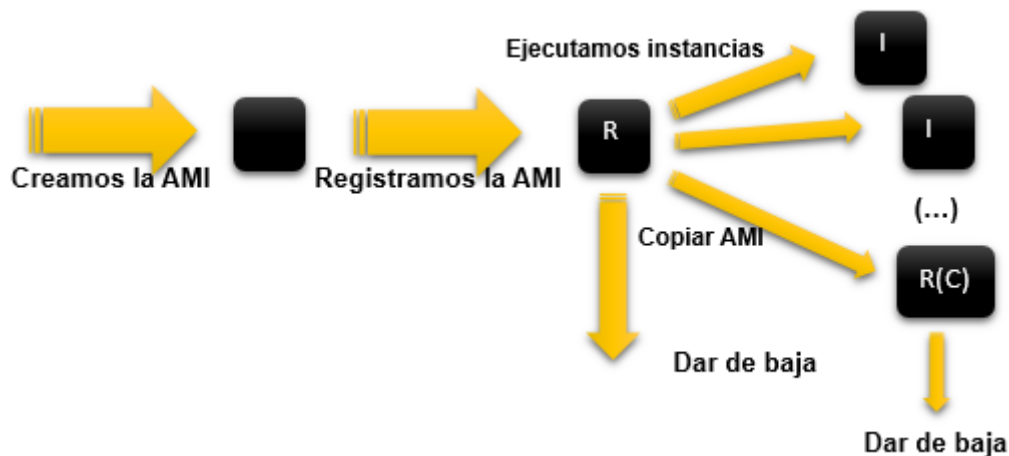 Ejecutamos instancias
I
I
R
Creamos la AMI
Registramos la AMI
(...)
Copiar AMI
R(C)
Dar de baja
Dar de baja